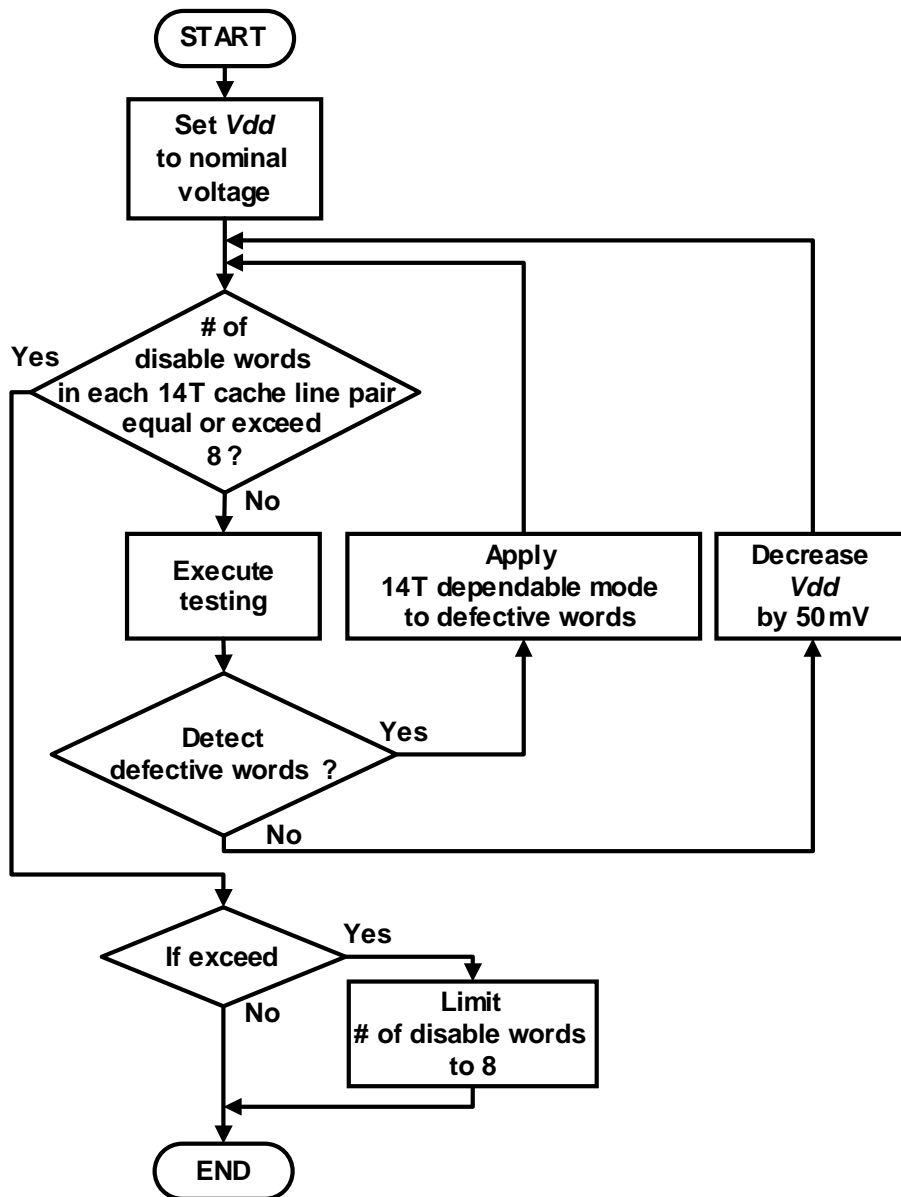 START
Set Vdd
to nominal
voltage
# of
disable words
in each 14T cache line pair
equal or exceed
8 ?
Yes
No
Execute
testing
Apply
14T dependable mode
to defective words
Decrease
Vdd
by 50mV
Detect
defective words ?
Yes
No
If exceed
Yes
No
Limit
# of disable words
to 8
END